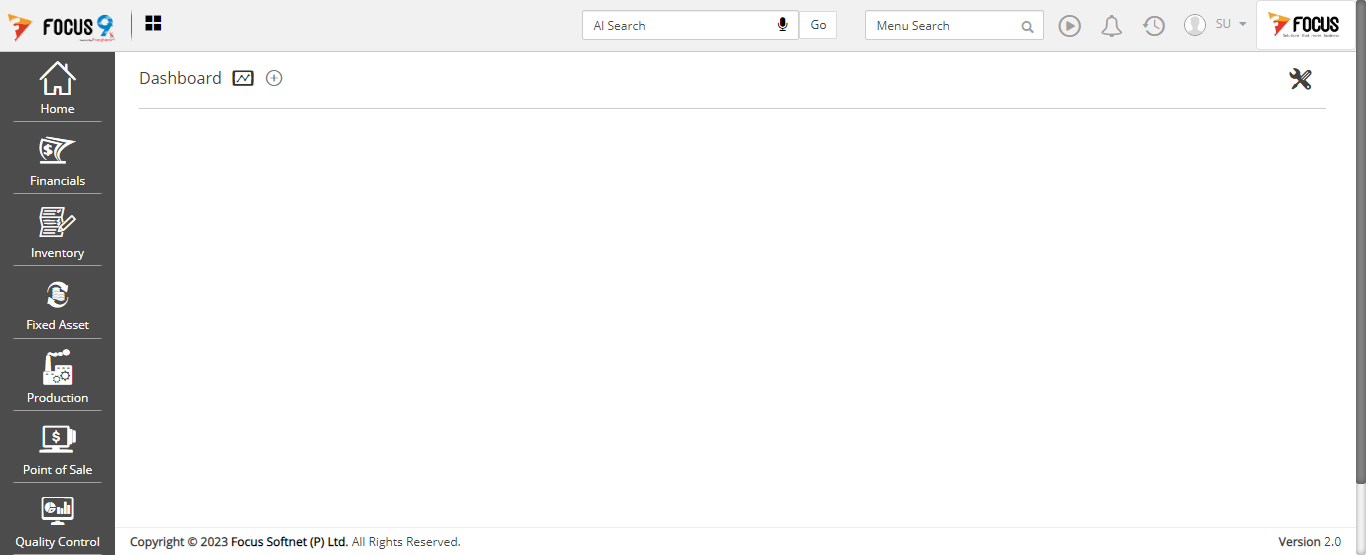 FOCUS 9
AI Search
Go
Menu Search
SU
FOCUS
Dashboard
Home
Financials
Inventory
Fixed Asset
Production
Point of Sale
Quality Control
Copyright © 2023 Focus Softnet (P) Ltd. All Rights Reserved.
Version 2.0